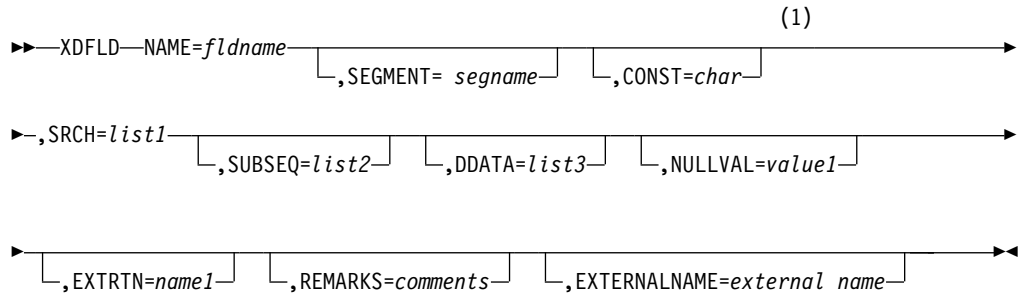 (1)
XDFLD NAME=fldname
,SEGMENT= segname ,CONST=char
,SRCH=list1
,SUBSEQ=list2 ,DDATA=list3 ,NULLVAL=value1
,EXTRTN=name1 ,REMARKS=comments ,EXTERNALNAME=external name